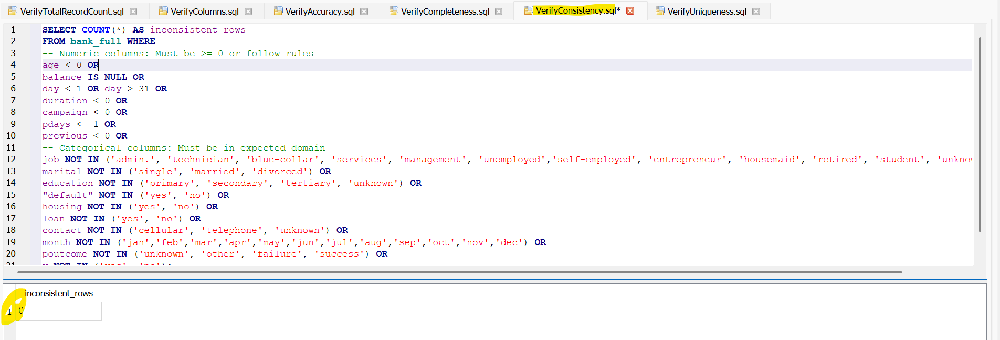 VerifyTotalRecordCount.sql VerifyColumns.sql VerifyAccuracy.sql VerifyCompleteness.sql VerifyConsistency.sql* VerifyUniqueness.sql
1 SELECT COUNT(*) AS inconsistent_rows
2 FROM bank_full WHERE
3 -- Numeric columns: Must be >= 0 or follow rules
4 age < 0 OR
5 balance IS NULL OR
6 day < 1 OR day > 31 OR
7 duration < 0 OR
8 campaign < 0 OR
9 pdays < -1 OR
10 previous < 0 OR
11 -- Categorical columns: Must be in expected domain
12 job NOT IN ('admin.', 'technician', 'blue-collar', 'services', 'management', 'unemployed','self-employed', 'entrepreneur', 'housemaid', 'retired', 'student', 'unknow
13 marital NOT IN ('single', 'married', 'divorced') OR
14 education NOT IN ('primary', 'secondary', 'tertiary', 'unknown') OR
15 "default" NOT IN ('yes', 'no') OR
16 housing NOT IN ('yes', 'no') OR
17 loan NOT IN ('yes', 'no') OR
18 contact NOT IN ('cellular', 'telephone', 'unknown') OR
19 month NOT IN ('jan','feb','mar','apr','may','jun','jul','aug','sep','oct','nov','dec') OR
20 poutcome NOT IN ('unknown', 'other', 'failure', 'success') OR
21 y NOT IN ('yes', 'no');
inconsistent_rows
1 0